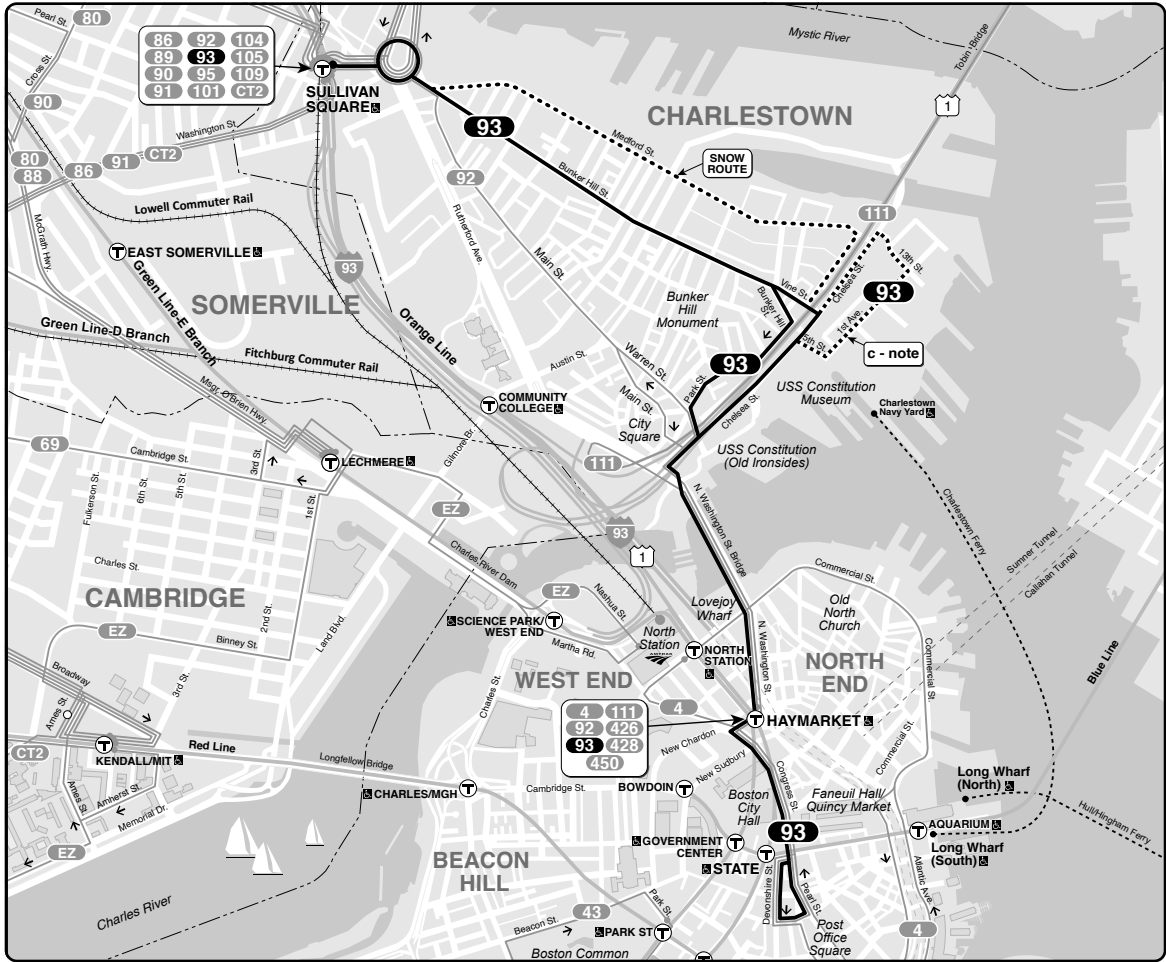 Pearl St.
80
Cross St.
90
80
88
86
91
CT2
Washington St.
86 92 104
89 93 105
90 95 109
91 101 CT2
SULLIVAN
SQUARE
93
Medford St.
Bunker Hill St.
SNOW
ROUTE
CHARLESTOWN
Mystic River
Tobin Bridge
1
92
Rutherford Ave.
Main St.
111
13th St.
Chelsea St.
93
1st Ave.
5th St.
c - note
Vine St.
Bunker Hill
St.
Bunker
Hill
Monument
Lowell Commuter Rail
McGrath Hwy.
EAST SOMERVILLE
Green Line-E Branch
93
SOMERVILLE
Green Line-D Branch
Fitchburg Commuter Rail
Orange Line
Msgr. O'Brien Hwy.
Austin St.
Warren St.
Main St.
93
Park St.
Chelsea St.
City
Square
COMMUNITY
COLLEGE
USS Constitution
Museum
Charlestown
Navy Yard
USS Constitution
(Old Ironsides)
69
Cambridge St.
3rd St.
LECHMERE
Gilmore Br.
111
Fulkerson St.
6th St.
5th St.
1st St.
EZ
N. Washington St. Bridge
Charlestown Ferry
93
1
Sumner Tunnel
Callahan Tunnel
Charles St.
Charles River Dam
EZ
Nashua St.
Commercial St.
CAMBRIDGE
2nd St.
Land Blvd.
SCIENCE PARK/
WEST END
Martha Rd.
Lovejoy
Wharf
Old
North
Church
North
Station
NORTH
STATION
N. Washington St.
NORTH
END
Commercial St.
Blue Line
EZ
Binney St.
Broadway
3rd St.
Ames St.
WEST END
Charles St.
4 111
92 426
93 428
450
4
HAYMARKET
New Chardon
Commercial St.
CT2
KENDALL/MIT
Red Line
Longfellow Bridge
New Sudbury
Congress St.
CHARLES/MGH
Cambridge St.
BOWDOIN
Boston
City
Hall
Faneuil Hall/
Quincy Market
Long Wharf
(North)
Hull/Hingham Ferry
Ames St.
Amherst St.
Memorial Dr.
EZ
93
AQUARIUM
Long Wharf
(South)
GOVERNMENT
CENTER
STATE
BEACON
HILL
Devonshire St.
Pearl St.
Atlantic Ave.
Charles River
43
Park St.
Beacon St.
PARK ST
Boston Common
Post
Office
Square
4